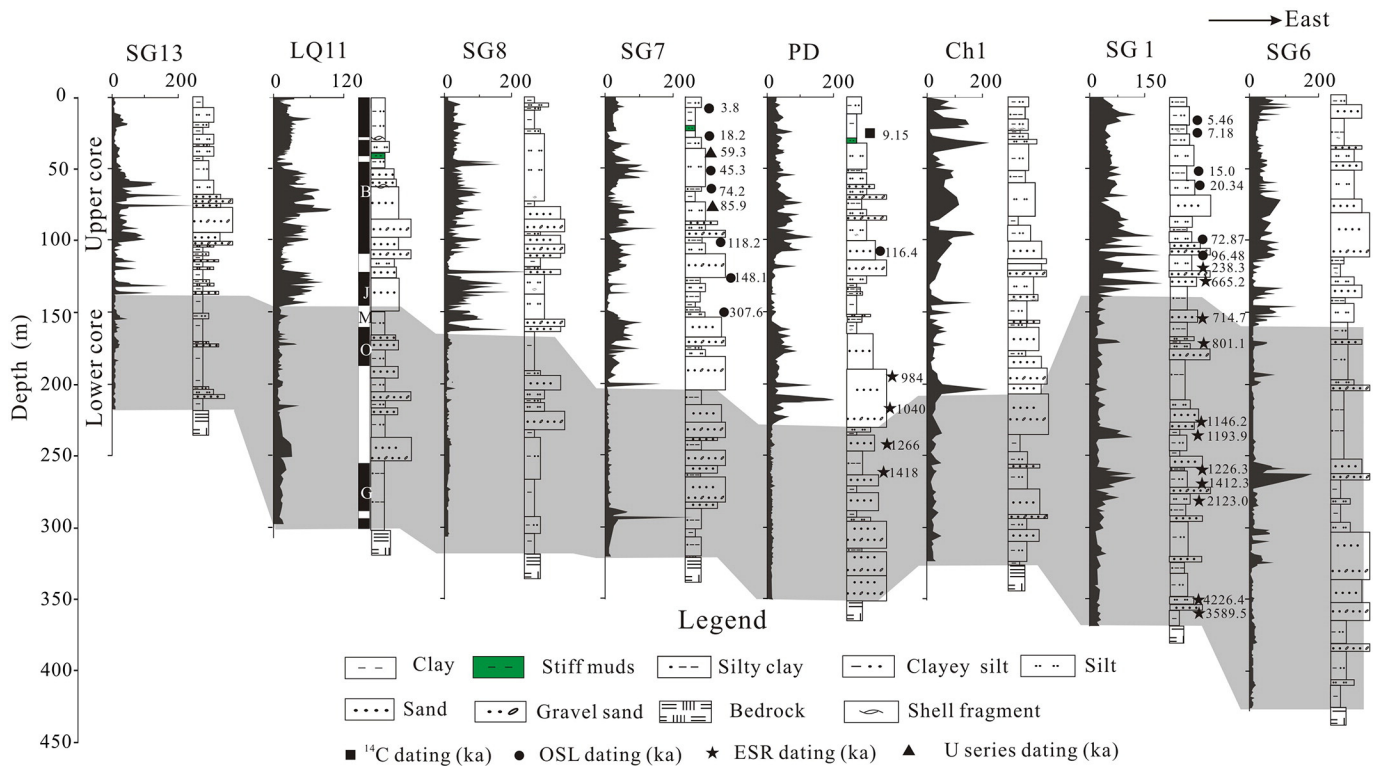 East
SG13 LQ11 SG8 SG7 PD Ch1 SG 1 SG6
0 200 0 120 0 200 0 200 0 200 0 200 0 150 0 200
Depth (m)
0
50
100
150
200
250
300
350
400
450
Upper core
Lower core
B
J
M
O
G
3.8
18.2
59.3
45.3
74.2
85.9
118.2
148.1
307.6
9.15
116.4
984
1040
1266
1418
5.46
7.18
15.0
20.34
72.87
96.48
238.3
665.2
714.7
801.1
1146.2
1193.9
1226.3
1412.3
2123.0
4226.4
3589.5
Legend
Clay Stiff muds Silty clay Clayey silt Silt
Sand Gravel sand Bedrock Shell fragment
14C dating (ka) OSL dating (ka) ESR dating (ka) U series dating (ka)